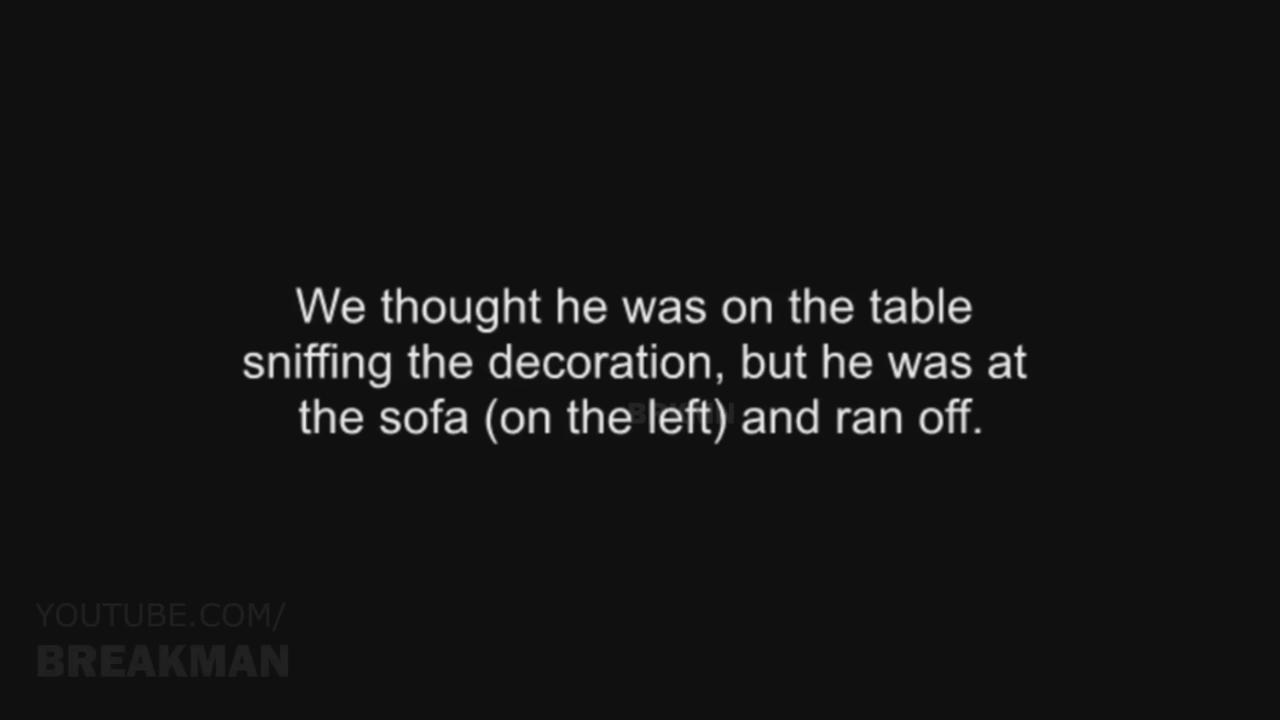 We thought he was on the table
sniffing the decoration, but he was at
the sofa (on the left) and ran off.
YOUTUBE.COM/
BREAKMAN